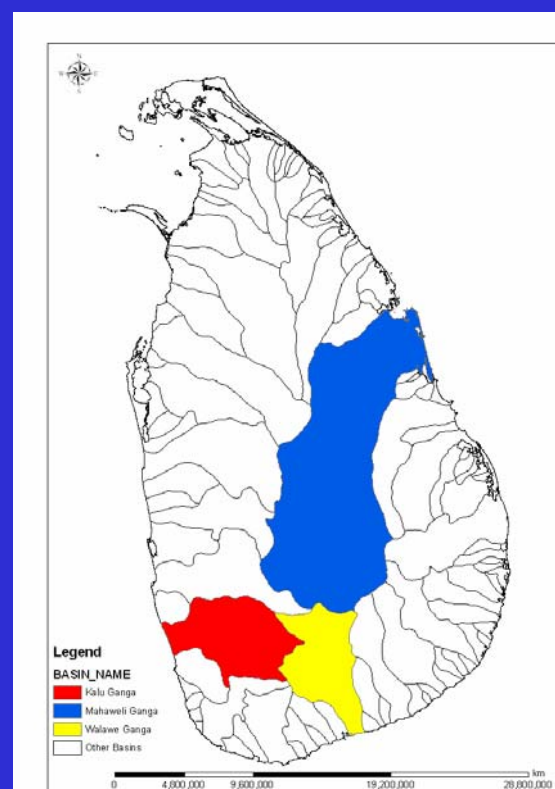 N
W
E
S
Legend
BASIN_NAME
Kalu Ganga
Mahaweli Ganga
Walawe Ganga
Other Basins
km
0 4,800,000 9,600,000 19,200,000 28,800,000